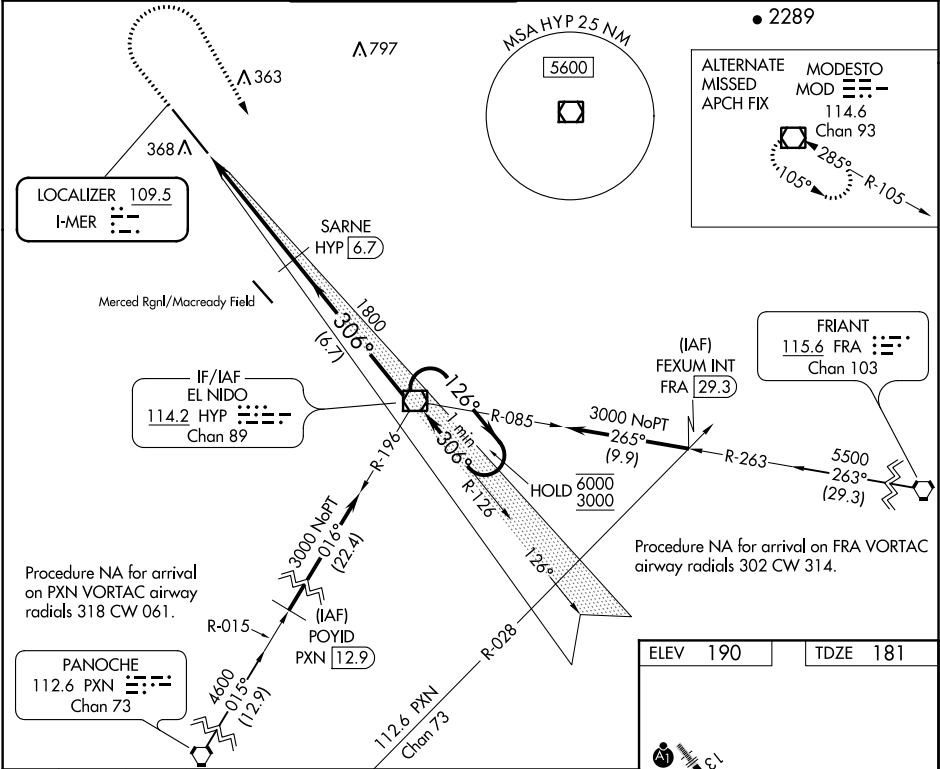 MSA HYP 25 NM
5600
2289
797
363
368
ALTERNATE
MISSED
APCH FIX
MODESTO
MOD
114.6
Chan 93
285°
R-105
105°
LOCALIZER 109.5
I-MER
SARNE
HYP 6.7
Merced Rgnl/Macready Field
1800
306°
(6.7)
IF/IAF
EL NIDO
114.2 HYP
Chan 89
126°
1 min
306°
R-126
126°
HOLD 6000
3000
R-085
3000 NoPT
265°
(9.9)
(IAF)
FEXUM INT
FRA 29.3
FRIANT
115.6 FRA
Chan 103
R-263
5500
263°
(29.3)
Procedure NA for arrival on FRA VORTAC
airway radials 302 CW 314.
R-196
3000 NoPT
016°
(22.4)
Procedure NA for arrival
on PXN VORTAC airway
radials 318 CW 061.
(IAF)
POYID
PXN 12.9
R-015
4600
015°
(12.9)
PANOCHE
112.6 PXN
Chan 73
R-028
112.6 PXN
Chan 73
ELEV 190
TDZE 181
A1
13